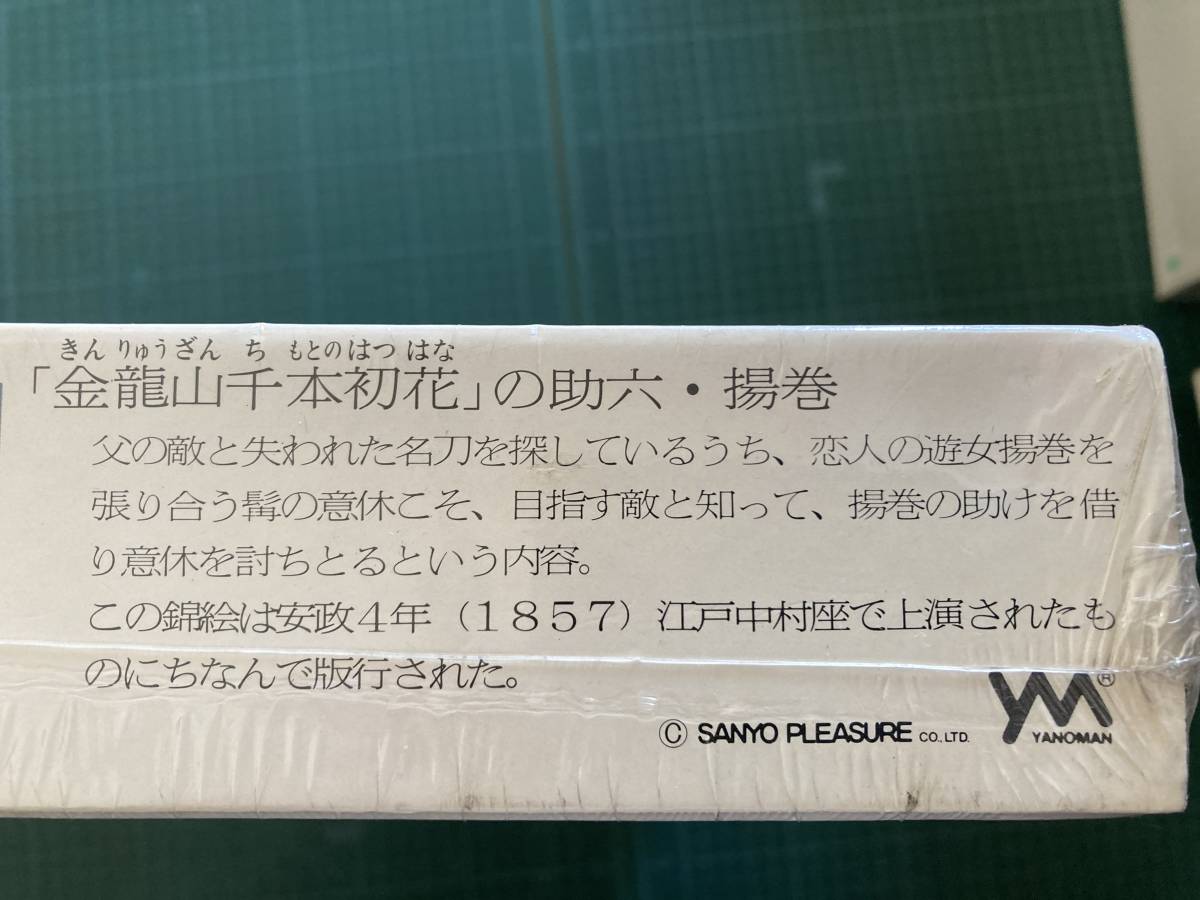 きんりゅうざんちもとのはつはな
「金龍山千本初花」の助六・揚巻
父の敵と失われた名刀を探しているうち、恋人の遊女揚巻を
張り合う髯の意休こそ、目指す敵と知って、揚巻の助けを借
り意休を討ちとるという内容。
この錦絵は安政4年（1857）江戸中村座で上演されたも
のにちなんで版行された。
YM®
© SANYO PLEASURE CO., LTD. YANOMAN